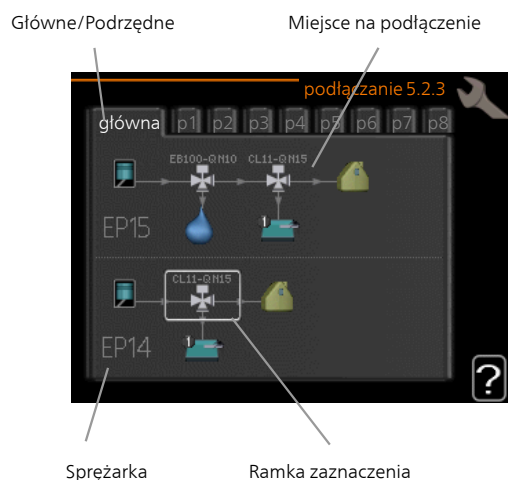 Główne/Podrzędne
Miejsce na podłączenie
podłączanie 5.2.3
główna p1 p2 p3 p4 p5 p6 p7 p8
EB100-QN10 CL11-QN15
1
EP15
CL11-QN15
1
EP14
?
Sprężarka
Ramka zaznaczenia